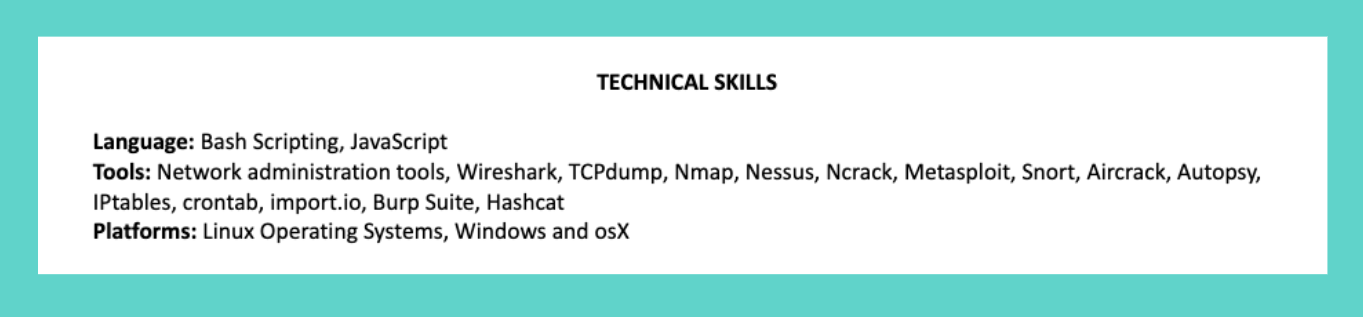 TECHNICAL SKILLS
Language: Bash Scripting, JavaScript
Tools: Network administration tools, Wireshark, TCPdump, Nmap, Nessus, Ncrack, Metasploit, Snort, Aircrack, Autopsy,
IPtables, crontab, import.io, Burp Suite, Hashcat
Platforms: Linux Operating Systems, Windows and osX